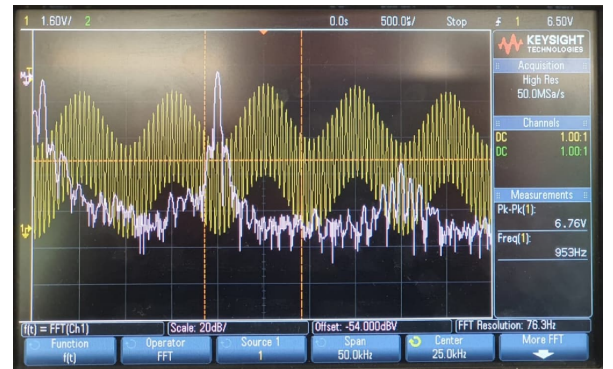 1 1.60V/ 2 0.0s 500.0µ/ Stop 1 6.50V
KEYSIGHT
TECHNOLOGIES
Acquisition
High Res
50.0MSa/s
Channels
DC 1.00:1
DC 1.00:1
Measurements
Pk-Pk(1):
6.76V
Freq(1):
953Hz
f(t) = FFT(Ch1) Scale: 20dB/ Offset: -54.000dBV FFT Resolution: 76.3Hz
Function Operator Source 1 Span Center More FFT
f(t) FFT 1 50.0kHz 25.0kHz